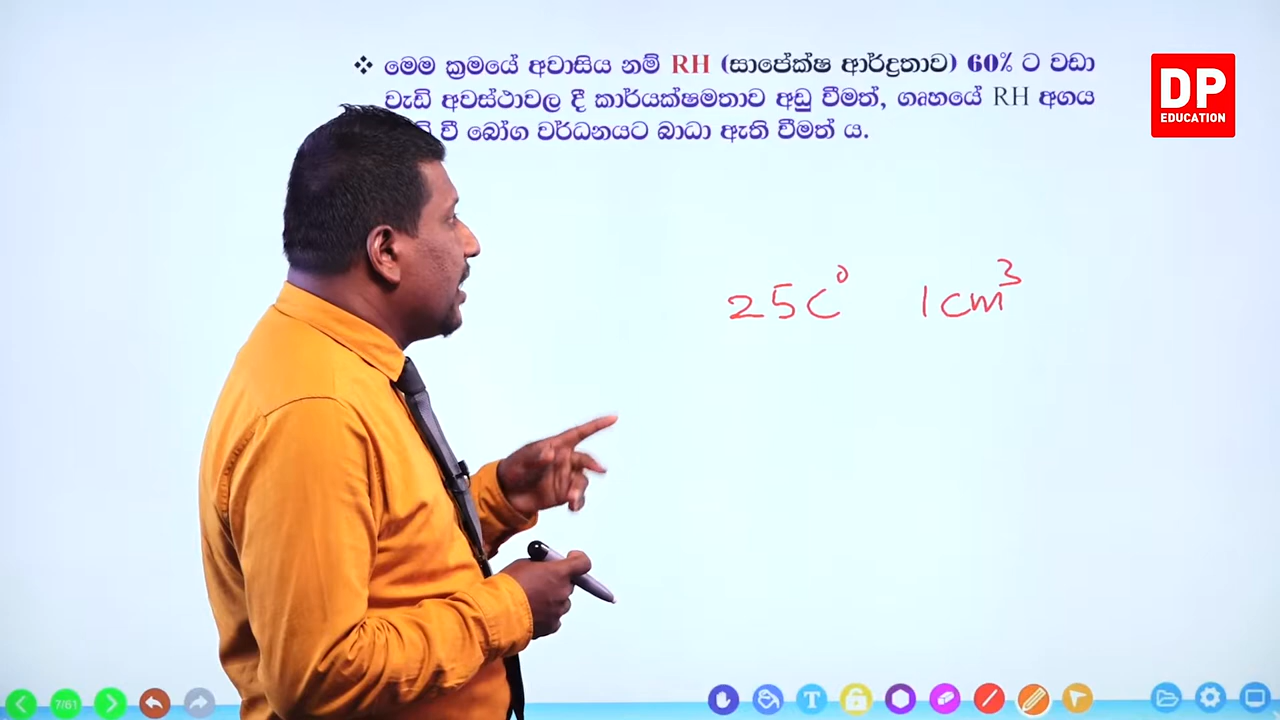 ❖ මෙම ක්‍රමයේ අවාසිය නම් RH (සාපේක්ෂ ආර්ද්‍රතාව) 60% ට වඩා
වැඩි අවස්ථාවල දී කාර්යක්ෂමතාව අඩු වීමත්, ගෘහයේ RH අගය
වී බෝග වර්ධනයට බාධා ඇති වීමත් ය.
DP
EDUCATION
25C⁰ 1cm³
7/61
T